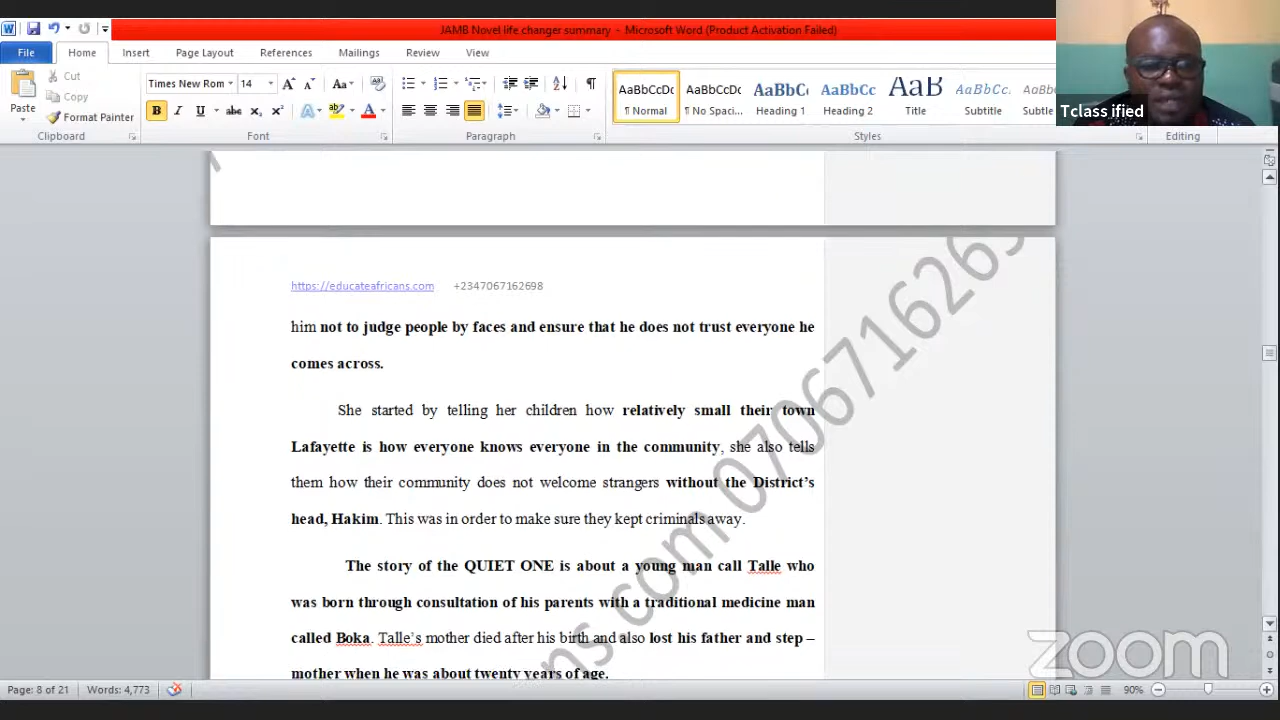 JAMB Novel life changer summary - Microsoft Word (Product Activation Failed)
File Home Insert Page Layout References Mailings Review View
Cut
Copy
Format Painter
Paste
Clipboard
Times New Rom 14
Font
Paragraph
AaBbCcDc AaBbCcDc AaBbCc AaBbCc AaB AaBbCc. AaBbCc
¶ Normal ¶ No Spaci... Heading 1 Heading 2 Title Subtitle Subtle
Styles
Editing
Tclass ified
https://educateafricans.com +2347067162698
him not to judge people by faces and ensure that he does not trust everyone he
comes across.
She started by telling her children how relatively small their town
Lafayette is how everyone knows everyone in the community, she also tells
them how their community does not welcome strangers without the District's
head, Hakim. This was in order to make sure they kept criminals away.
The story of the QUIET ONE is about a young man call Talle who
was born through consultation of his parents with a traditional medicine man
called Boka. Talle's mother died after his birth and also lost his father and step –
mother when he was about twenty years of age.
ns com 07067162639
zoom
Page: 8 of 21 Words: 4,773 90%